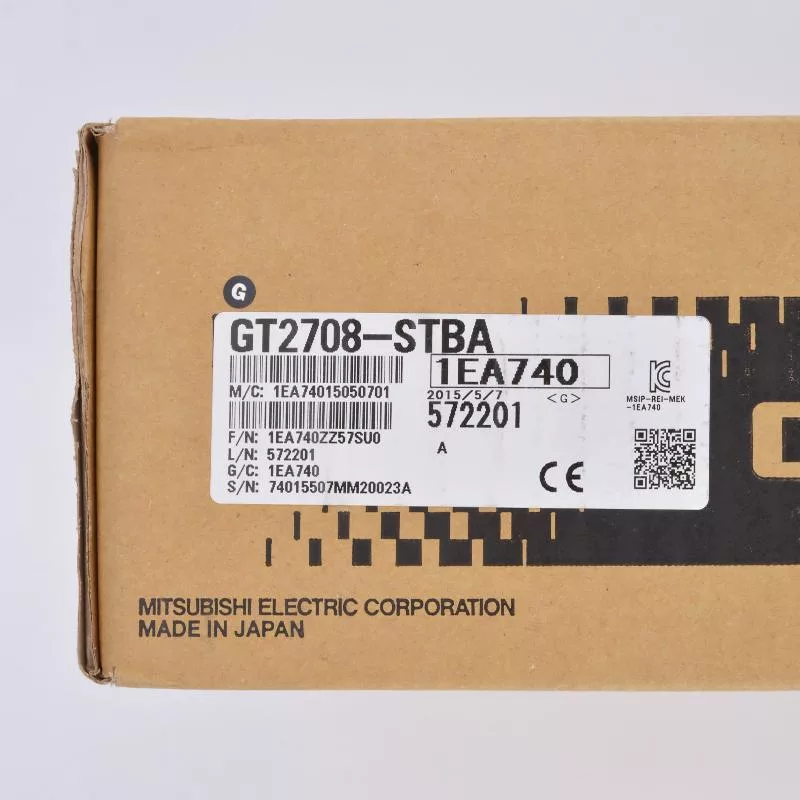 G
GT2708-STBA
1EA740
M/C: 1EA74015050701
2015/5/7
<G>
MSIP-REI-MEK
-1EA740
572201
F/N: 1EA740ZZ57SU0
L/N: 572201
A
G/C: 1EA740
S/N: 74015507MM20023A
CE
MITSUBISHI ELECTRIC CORPORATION
MADE IN JAPAN